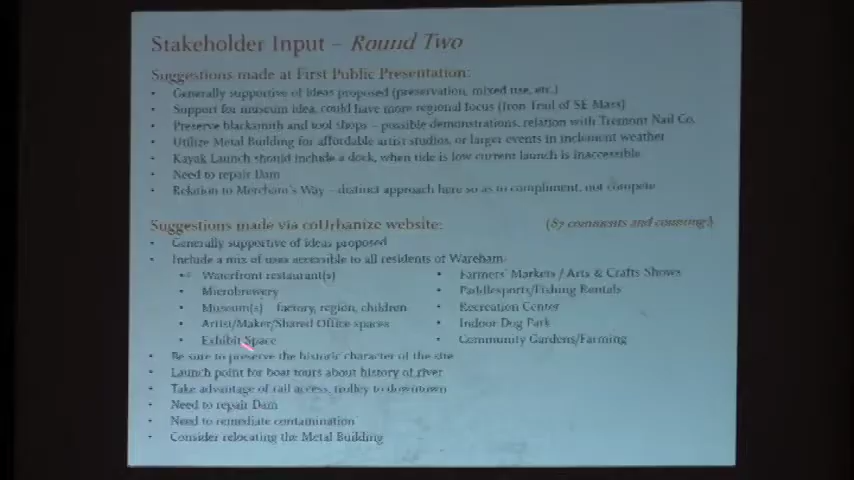 Stakeholder Input – Round Two
Suggestions made at First Public Presentation:
• Generally supportive of ideas proposed (preservation, mixed use, etc.)
• Support for museum idea, could have more regional focus (Iron Trail of SE Mass)
• Preserve blacksmith and tool shops – possible demonstrations, relation with Tremont Nail Co.
• Utilize Metal Building for affordable artist studios, or larger events in inclement weather
• Kayak Launch should include a dock, when tide is low current launch is inaccessible
• Need to repair Dam
• Relation to Merchant's Way – distinct approach here so as to compliment, not compete
Suggestions made via coUrbanize website: (87 comments and counting!)
• Generally supportive of ideas proposed
• Include a mix of uses accessible to all residents of Wareham
• Waterfront restaurant(s)
• Microbrewery
• Museum(s) – factory, region, children
• Artist/Maker/Shared Office spaces
• Exhibit Space
• Farmers' Markets / Arts & Crafts Shows
• Paddlesports/Fishing Rentals
• Recreation Center
• Indoor Dog Park
• Community Gardens/Farming
• Be sure to preserve the historic character of the site
• Launch point for boat tours about history of river
• Take advantage of rail access, trolley to downtown
• Need to repair Dam
• Need to remediate contamination
• Consider relocating the Metal Building